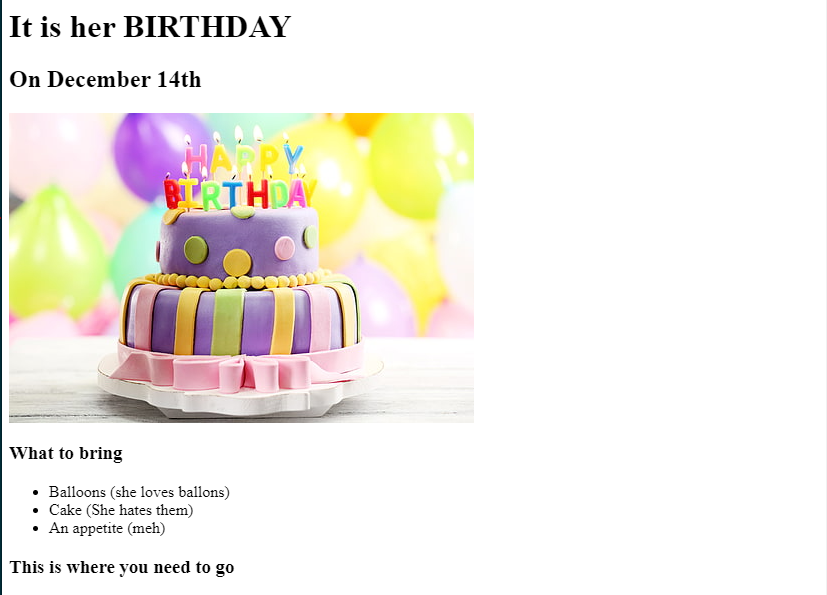 It is her BIRTHDAY
On December 14th
HAPPY
BIRTHDAY
What to bring
Balloons (she loves ballons)
Cake (She hates them)
An appetite (meh)
This is where you need to go